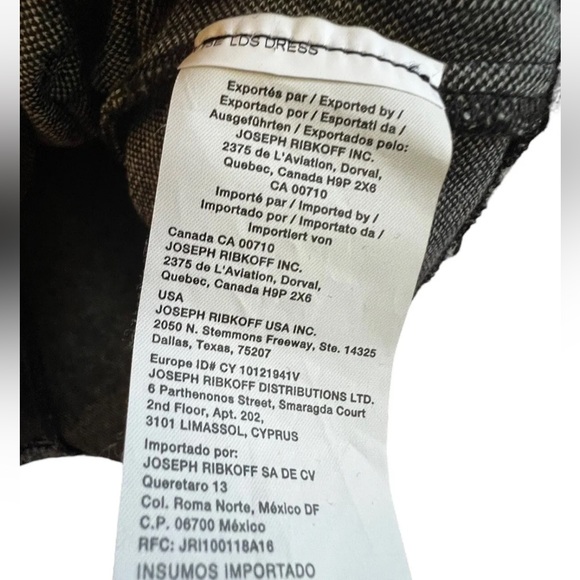 LDS DRESS
Exportés par / Exported by /
Exportado por / Esportati da /
Ausgeführten / Exportados pelo:
JOSEPH RIBKOFF INC.
2375 de L'Aviation, Dorval,
Quebec, Canada H9P 2X6
CA 00710
Importé par / Imported by /
Importado por / Importato da /
Importiert von
Canada CA 00710
JOSEPH RIBKOFF INC.
2375 de L'Aviation, Dorval,
Quebec, Canada H9P 2X6
USA
JOSEPH RIBKOFF USA INC.
2050 N. Stemmons Freeway, Ste. 14325
Dallas, Texas, 75207
Europe ID# CY 10121941V
JOSEPH RIBKOFF DISTRIBUTIONS LTD.
6 Parthenonos Street, Smaragda Court
2nd Floor, Apt. 202,
3101 LIMASSOL, CYPRUS
Importado por:
JOSEPH RIBKOFF SA DE CV
Queretaro 13
Col. Roma Norte, México DF
C.P. 06700 México
RFC: JRI100118A16
INSUMOS IMPORTADO